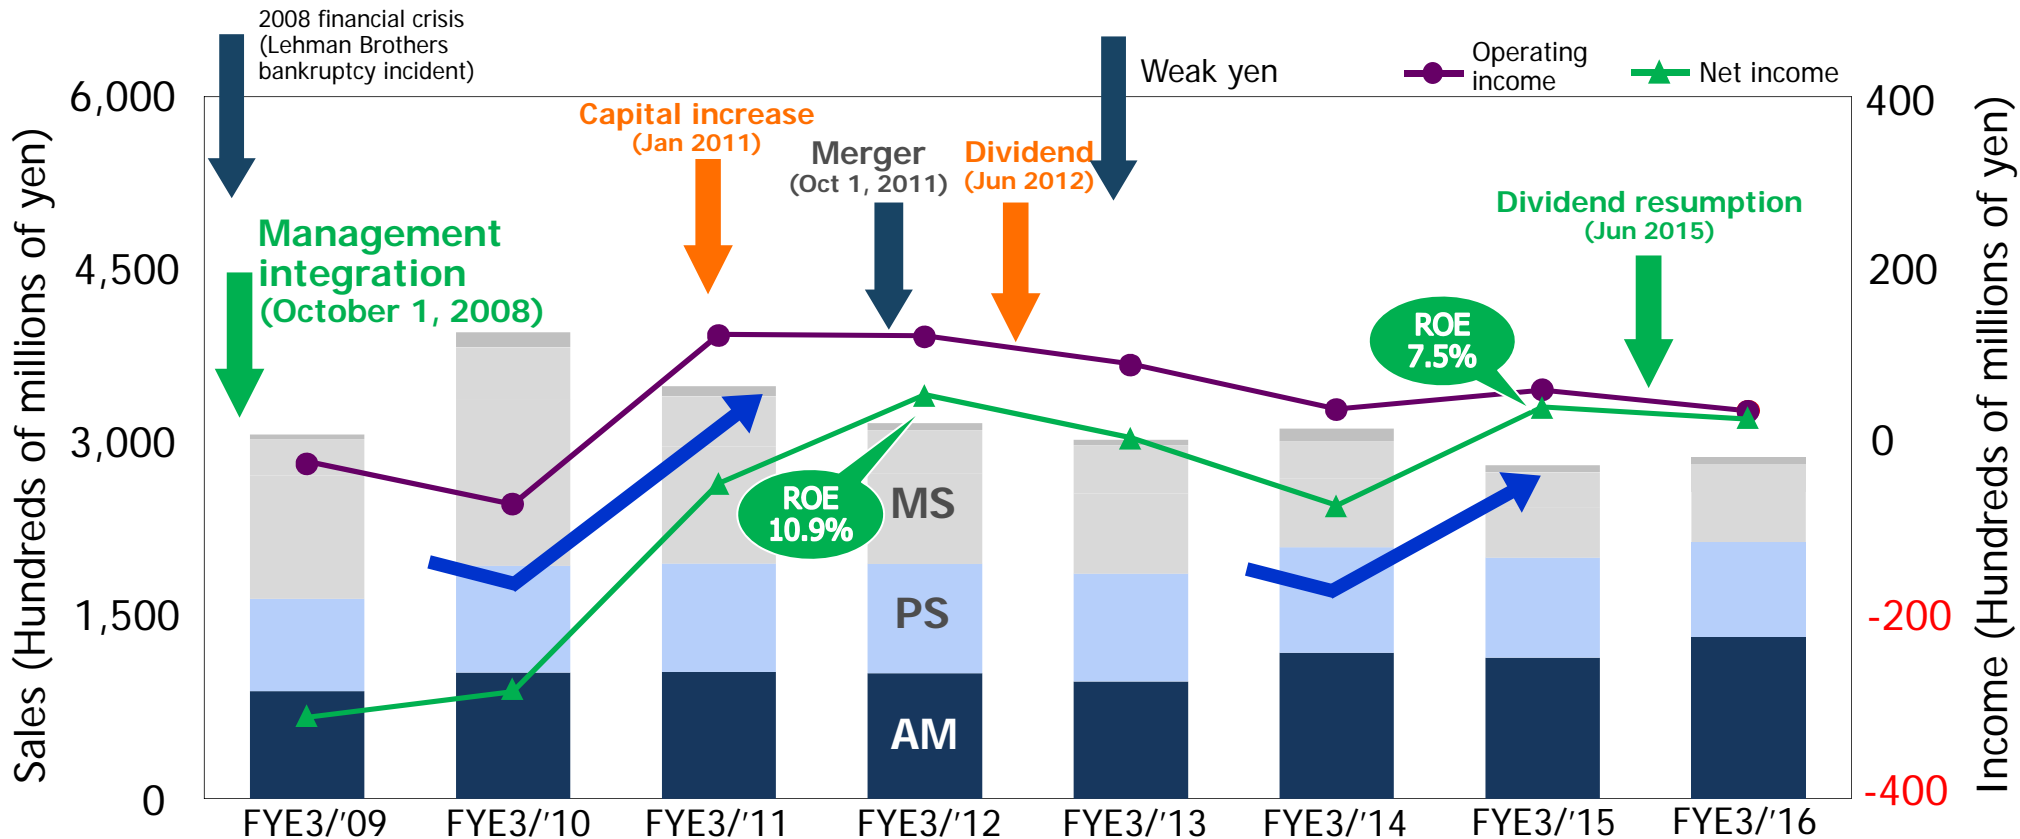 2008 financial crisis
(Lehman Brothers
bankruptcy incident)
Weak yen
Operating
income
Net income
Sales (Hundreds of millions of yen)
6,000
4,500
3,000
1,500
0
Capital increase
(Jan 2011)
Merger
(Oct 1, 2011)
Dividend
(Jun 2012)
Dividend resumption
(Jun 2015)
Management
integration
(October 1, 2008)
ROE
7.5%
ROE
10.9%
MS
PS
AM
400
200
0
-200
-400
Income (Hundreds of millions of yen)
FYE3/'09
FYE3/'10
FYE3/'11
FYE3/'12
FYE3/'13
FYE3/'14
FYE3/'15
FYE3/'16